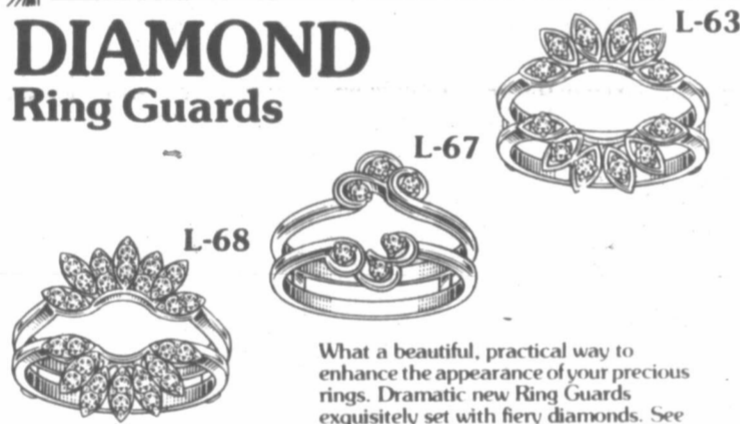 DIAMOND
Ring Guards
L-63
L-67
L-68
What a beautiful, practical way to
enhance the appearance of your precious
rings. Dramatic new Ring Guards
exquisitely set with fiery diamonds. See